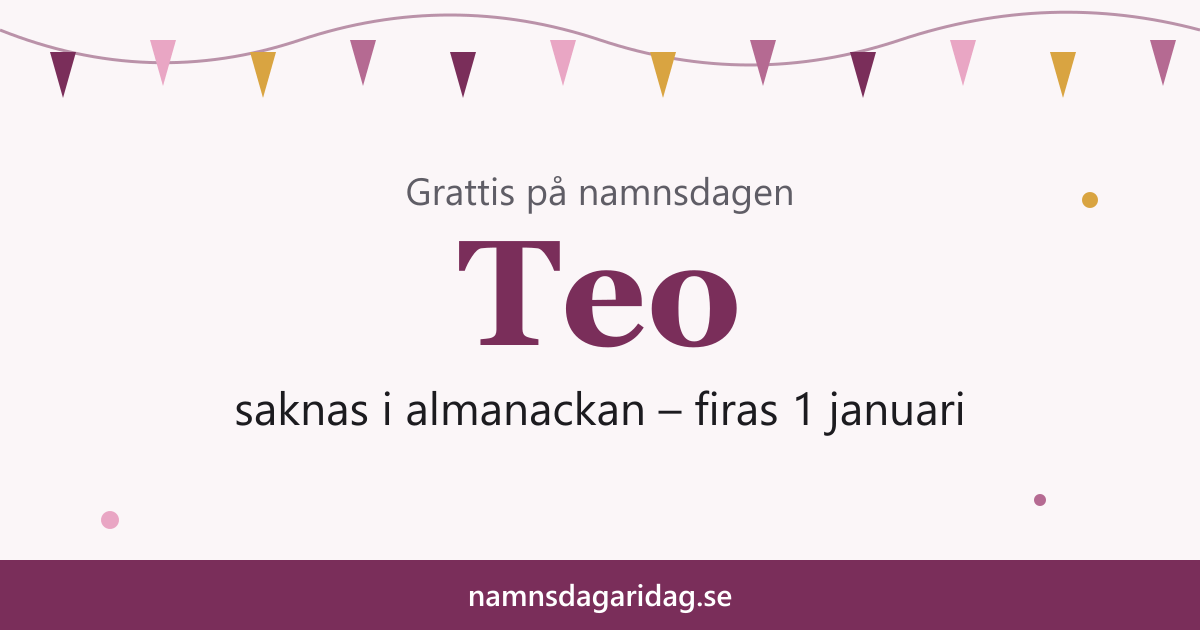 Grattis på namnsdagen
Teo
saknas i almanackan – firas 1 januari
namnsdagaridag.se